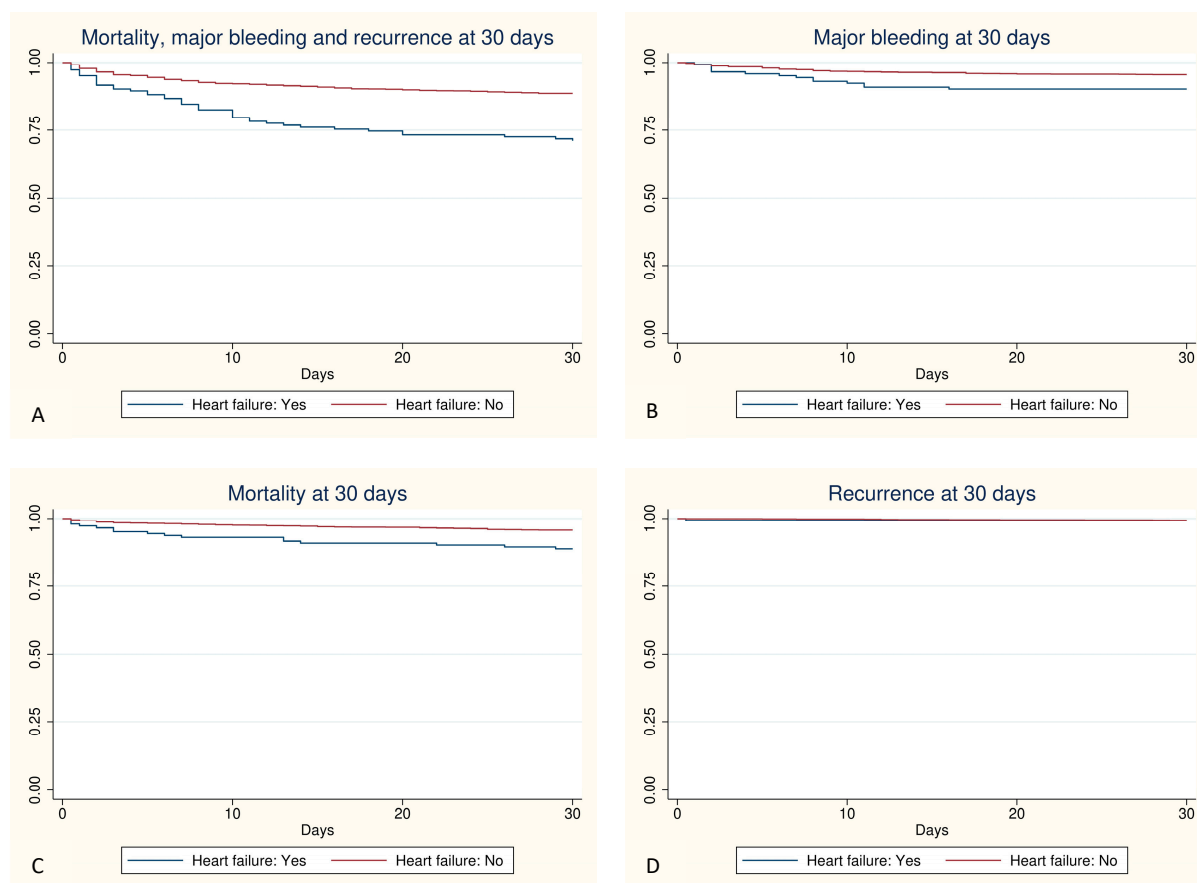 Mortality, major bleeding and recurrence at 30 days
1.00
0.75
0.50
0.25
0.00
0 10 20 30
Days
Heart failure: Yes Heart failure: No
A
Major bleeding at 30 days
1.00
0.75
0.50
0.25
0.00
0 10 20 30
Days
Heart failure: Yes Heart failure: No
B
Mortality at 30 days
1.00
0.75
0.50
0.25
0.00
0 10 20 30
Days
Heart failure: Yes Heart failure: No
C
Recurrence at 30 days
1.00
0.75
0.50
0.25
0.00
0 10 20 30
Days
Heart failure: Yes Heart failure: No
D